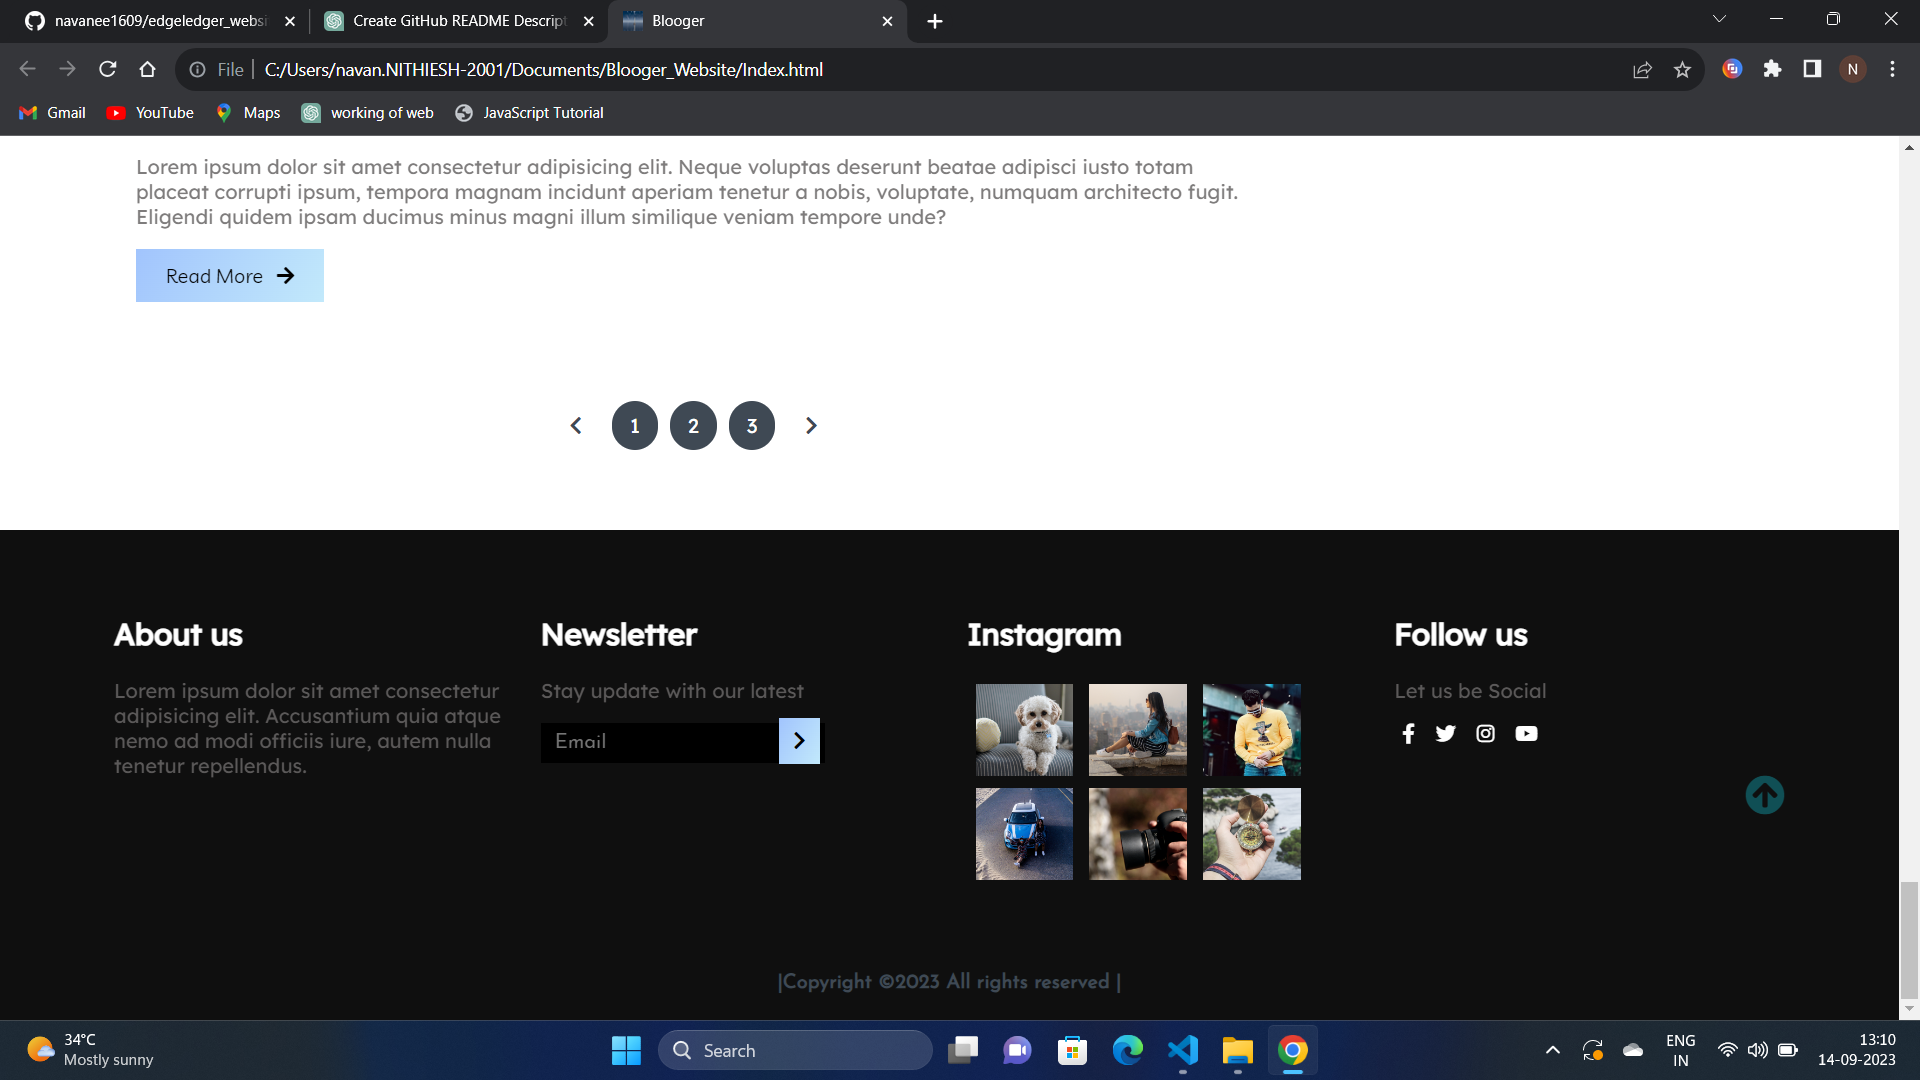 navanee1609/edgeledger_websi
Create GitHub README Descript
Blooger
File
C:/Users/navan.NITHIESH-2001/Documents/Blooger_Website/Index.html
N
Gmail
YouTube
Maps
working of web
JavaScript Tutorial
Lorem ipsum dolor sit amet consectetur adipisicing elit. Neque voluptas deserunt beatae adipisci iusto totam
placeat corrupti ipsum, tempora magnam incidunt aperiam tenetur a nobis, voluptate, numquam architecto fugit.
Eligendi quidem ipsam ducimus minus magni illum similique veniam tempore unde?
Read More
1 2 3
About us
Lorem ipsum dolor sit amet consectetur
adipisicing elit. Accusantium quia atque
nemo ad modi officiis iure, autem nulla
tenetur repellendus.
Newsletter
Stay update with our latest
Email
Instagram
Follow us
Let us be Social
|Copyright ©2023 All rights reserved |
34°C
Mostly sunny
Search
ENG
IN
13:10
14-09-2023